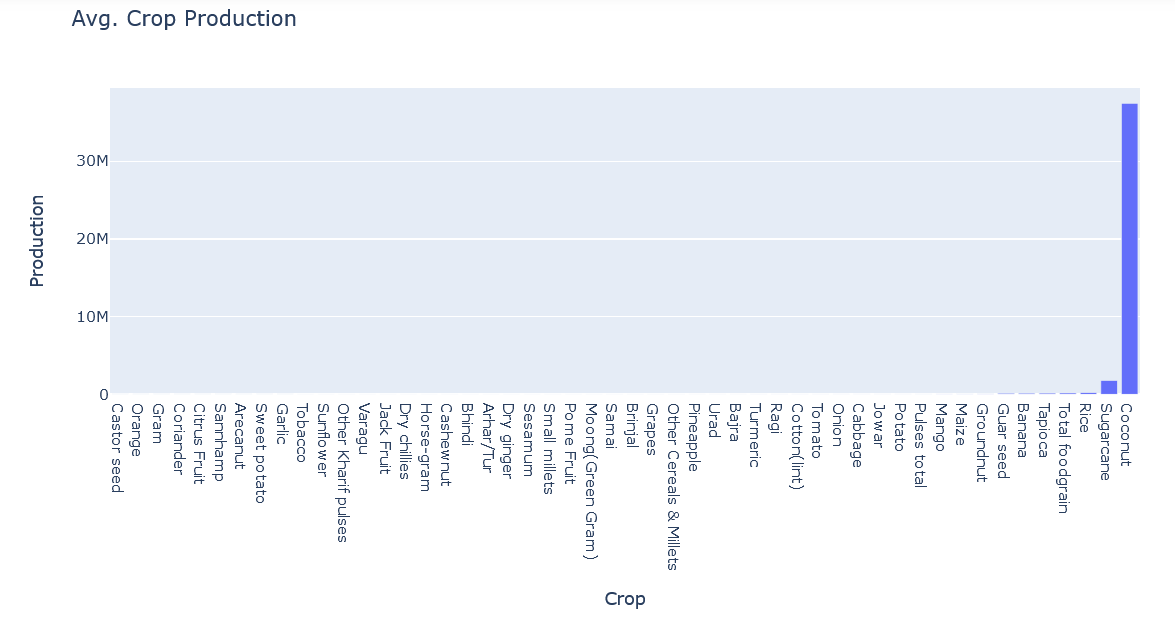 Avg. Crop Production
Production
30M
20M
10M
0
Castor seed
Orange
Gram
Coriander
Citrus Fruit
Sannhamp
Arecanut
Sweet potato
Garlic
Tobacco
Sunflower
Other Kharif pulses
Varagu
Jack Fruit
Dry chillies
Horse-gram
Cashewnut
Bhindi
Arhar/Tur
Dry ginger
Sesamum
Small millets
Pome Fruit
Moong(Green Gram)
Samai
Brinjal
Grapes
Other Cereals & Millets
Pineapple
Urad
Bajra
Turmeric
Ragi
Cotton(lint)
Tomato
Onion
Cabbage
Jowar
Potato
Pulses total
Mango
Maize
Groundnut
Guar seed
Banana
Tapioca
Total foodgrain
Rice
Sugarcane
Coconut
Crop